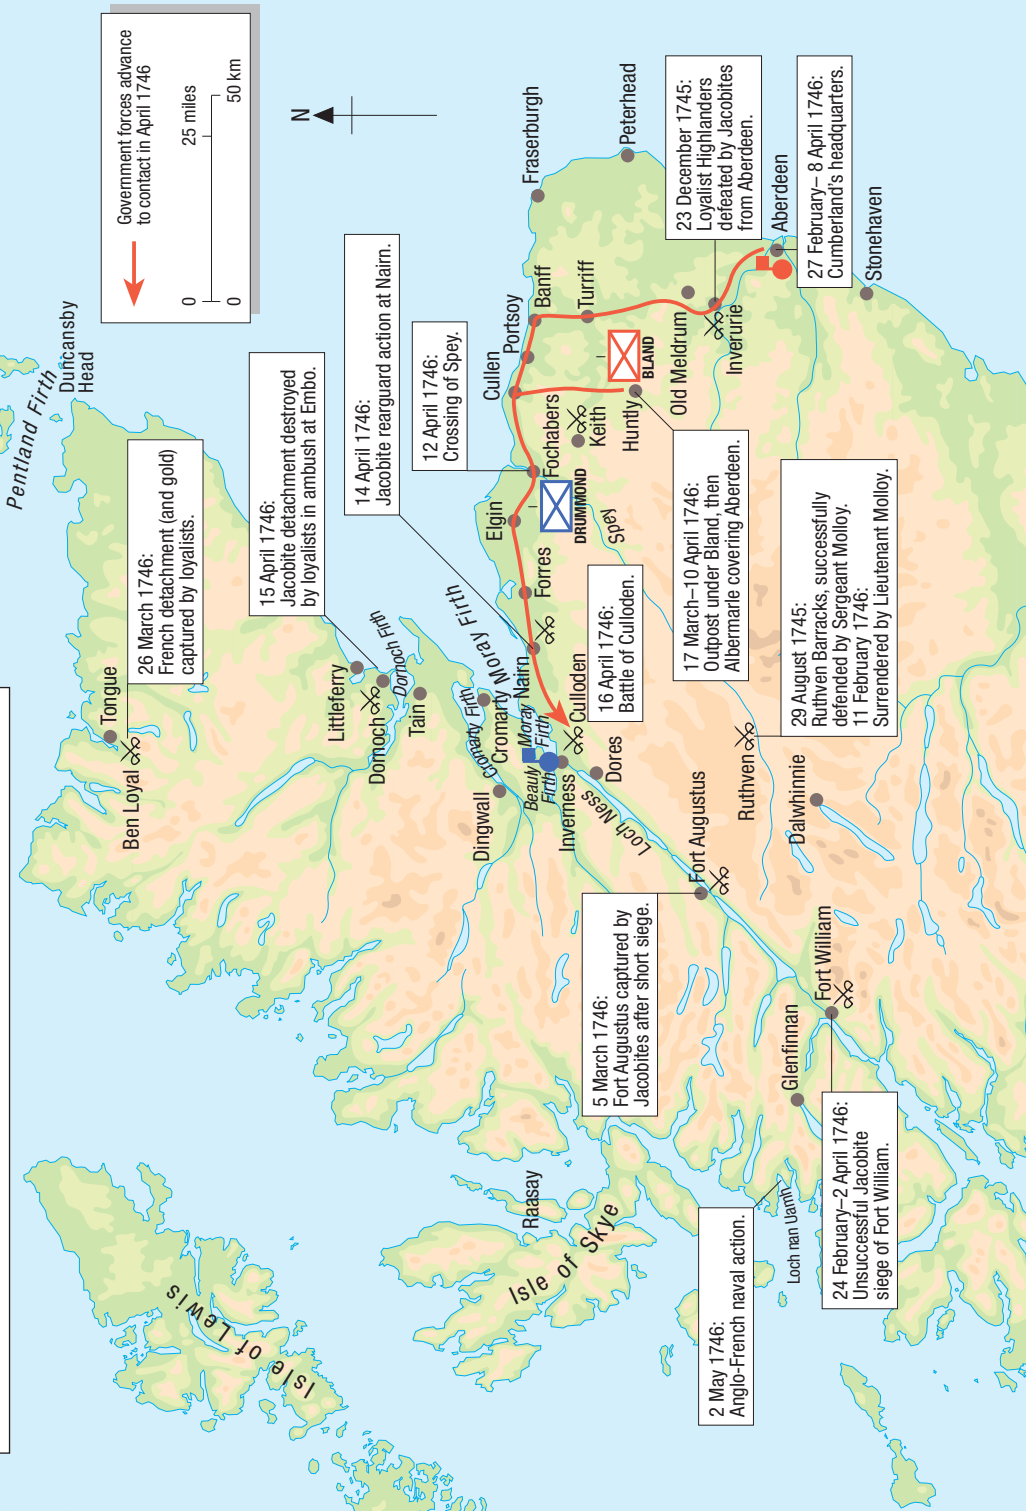 Government forces advance
to contact in April 1746
0
25 miles
0
50 km
N
Pentland Firth
Duncansby
Head
Tongue
Ben Loyal
26 March 1746:
French detachment (and gold)
captured by loyalists.
15 April 1746:
Jacobite detachment destroyed
by loyalists in ambush at Embo.
14 April 1746:
Jacobite rearguard action at Nairn.
12 April 1746:
Crossing of Spey.
Littleferry
Dornoch
Dornoch Firth
Tain
Cromarty Firth
Cromarty
Moray Firth
Dingwall
Beauly
Firth
Moray
Firth
Inverness
Nairn
Culloden
Forres
Elgin
Fochabers
Cullen
Portsoy
Banff
Turriff
Fraserburgh
Peterhead
DRUMMOND
Spey
Keith
Huntly
BLAND
Old Meldrum
Inverurie
23 December 1745:
Loyalist Highlanders
defeated by Jacobites
from Aberdeen.
Aberdeen
27 February– 8 April 1746:
Cumberland's headquarters.
Stonehaven
16 April 1746:
Battle of Culloden.
17 March–10 April 1746:
Outpost under Bland, then
Albermarle covering Aberdeen.
Dores
Loch Ness
Fort Augustus
5 March 1746:
Fort Augustus captured by
Jacobites after short siege.
Ruthven
29 August 1745:
Ruthven Barracks, successfully
defended by Sergeant Molloy.
11 February 1746:
Surrendered by Lieutenant Molloy.
Dalwhinnie
Fort William
Glenfinnan
24 February–2 April 1746:
Unsuccessful Jacobite
siege of Fort William.
Loch nan Uamh
2 May 1746:
Anglo-French naval action.
Raasay
Isle of Skye
Isle of Lewis